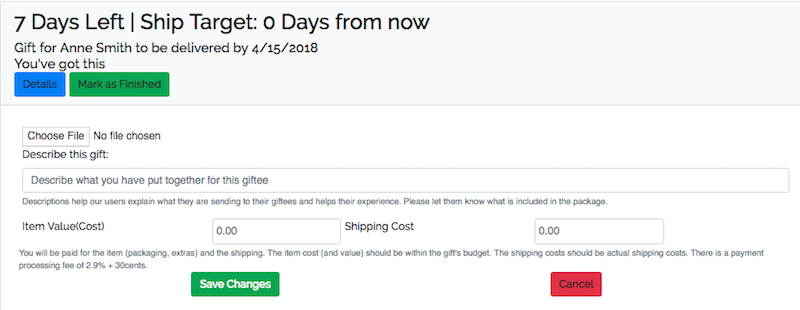 7 Days Left | Ship Target: 0 Days from now
Gift for Anne Smith to be delivered by 4/15/2018
You've got this
Details Mark as Finished
Choose File No file chosen
Describe this gift:
Describe what you have put together for this giftee
Descriptions help our users explain what they are sending to their giftees and helps their experience. Please let them know what is included in the package.
Item Value(Cost) 0.00 Shipping Cost 0.00
You will be paid for the item (packaging, extras) and the shipping. The item cost (and value) should be within the gift's budget. The shipping costs should be actual shipping costs. There is a payment
processing fee of 2.9% + 30cents.
Save Changes Cancel